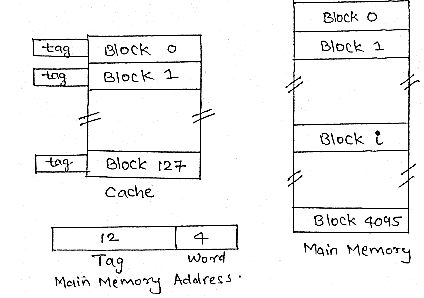 tag
Block 0
tag
Block 1
tag
Block 127
Cache
12
4
Tag
Word
Main Memory Address.
Block 0
Block 1
Block i
Block 4095
Main Memory